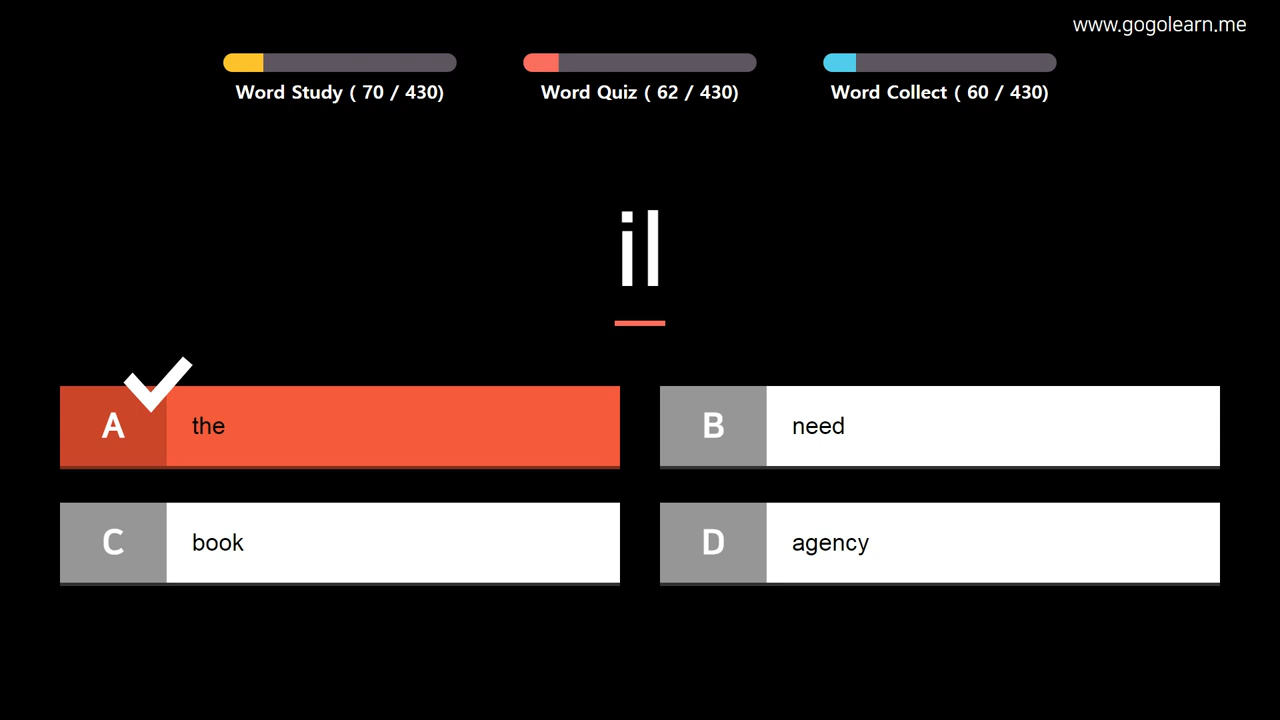 www.gogolearn.me
Word Study ( 70 / 430)
Word Quiz ( 62 / 430)
Word Collect ( 60 / 430)
il
A the
B need
C book
D agency